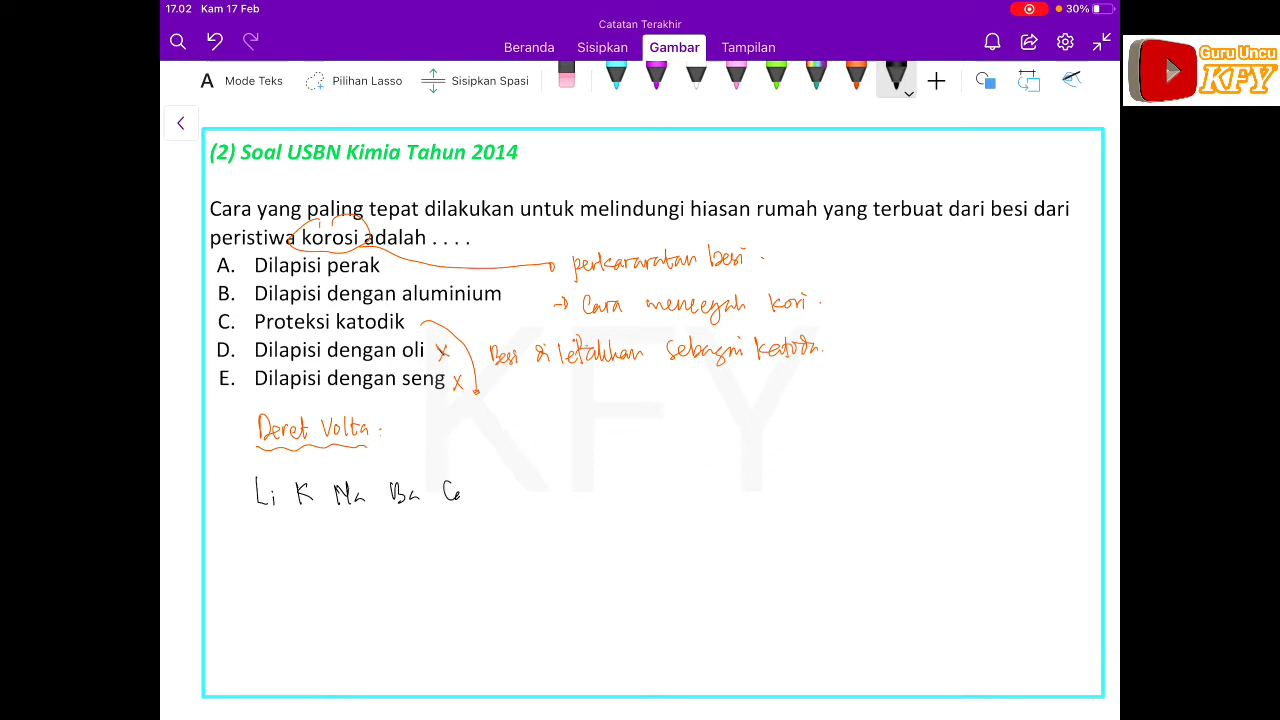 17.02 Kam 17 Feb
Catatan Terakhir
30%
Beranda Sisipkan Gambar Tampilan
A Mode Teks Pilihan Lasso Sisipkan Spasi
Guru Uncu
KFY
(2) Soal USBN Kimia Tahun 2014
Cara yang paling tepat dilakukan untuk melindungi hiasan rumah yang terbuat dari besi dari
peristiwa korosi adalah . . . .
A. Dilapisi perak
perkararatan besi .
B. Dilapisi dengan aluminium
→ Cara mencegah kori .
C. Proteksi katodik
D. Dilapisi dengan oli x
Besi di letakkan sebagai katoda.
E. Dilapisi dengan seng x
Deret Volta :
Li K Na Ba Ca
KFY